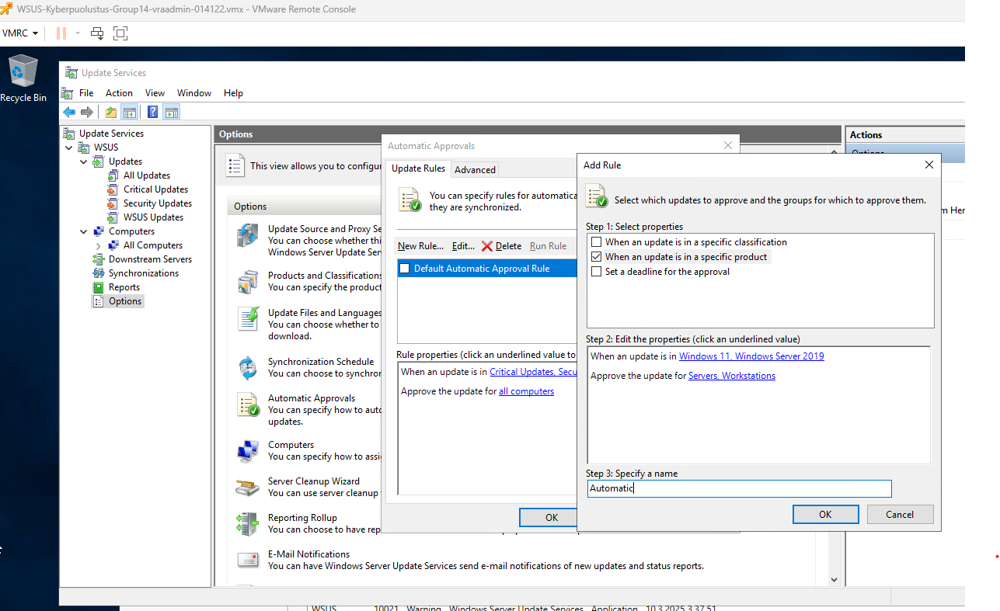 WSUS-Kyberpuolustus-Group14-vraadmin-014122.vmx - VMware Remote Console
VMRC
Recycle Bin
Update Services
File Action View Window Help
Update Services
WSUS
Updates
All Updates
Critical Updates
Security Updates
WSUS Updates
Computers
All Computers
Downstream Servers
Synchronizations
Reports
Options
Options
This view allows you to configur
Options
Update Source and Proxy Se
You can choose whether thi
Windows Server Update Serv
Products and Classifications
You can specify the product
Update Files and Languages
You can choose whether to
download.
Synchronization Schedule
You can choose to synchror
Automatic Approvals
You can specify how to auto
updates.
Computers
You can specify how to assi
Server Cleanup Wizard
You can use server cleanup
Reporting Rollup
You can choose to have rep
E-Mail Notifications
You can have Windows Server Update Services send e-mail notifications of new updates and status reports.
Automatic Approvals
Update Rules Advanced
You can specify rules for automatica
they are synchronized.
New Rule... Edit... Delete Run Rule
Default Automatic Approval Rule
Rule properties (click an underlined value to
When an update is in Critical Updates, Secu
Approve the update for all computers
OK
Add Rule
Select which updates to approve and the groups for which to approve them.
Step 1: Select properties
When an update is in a specific classification
When an update is in a specific product
Set a deadline for the approval
Step 2: Edit the properties (click an underlined value)
When an update is in Windows 11, Windows Server 2019
Approve the update for Servers, Workstations
Step 3: Specify a name
Automatic
OK Cancel
Actions
Options
m Her
WSUS 10021 Warning Windows Server Update Services Application 10.3.2025 3.37.51